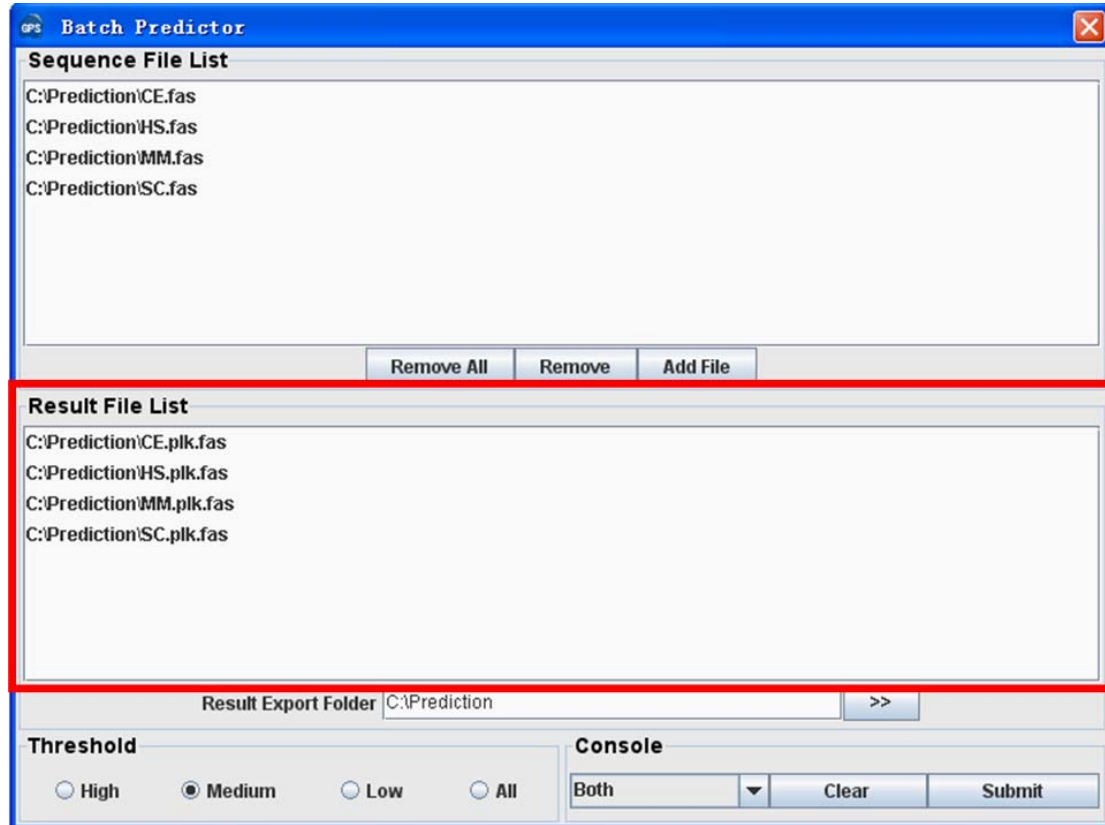 GPS Batch Predictor
Sequence File List
C:\Prediction\CE.fas
C:\Prediction\HS.fas
C:\Prediction\MM.fas
C:\Prediction\SC.fas
Remove All Remove Add File
Result File List
C:\Prediction\CE.plk.fas
C:\Prediction\HS.plk.fas
C:\Prediction\MM.plk.fas
C:\Prediction\SC.plk.fas
Result Export Folder C:\Prediction >>
Threshold Console
High Medium Low All Both Clear Submit